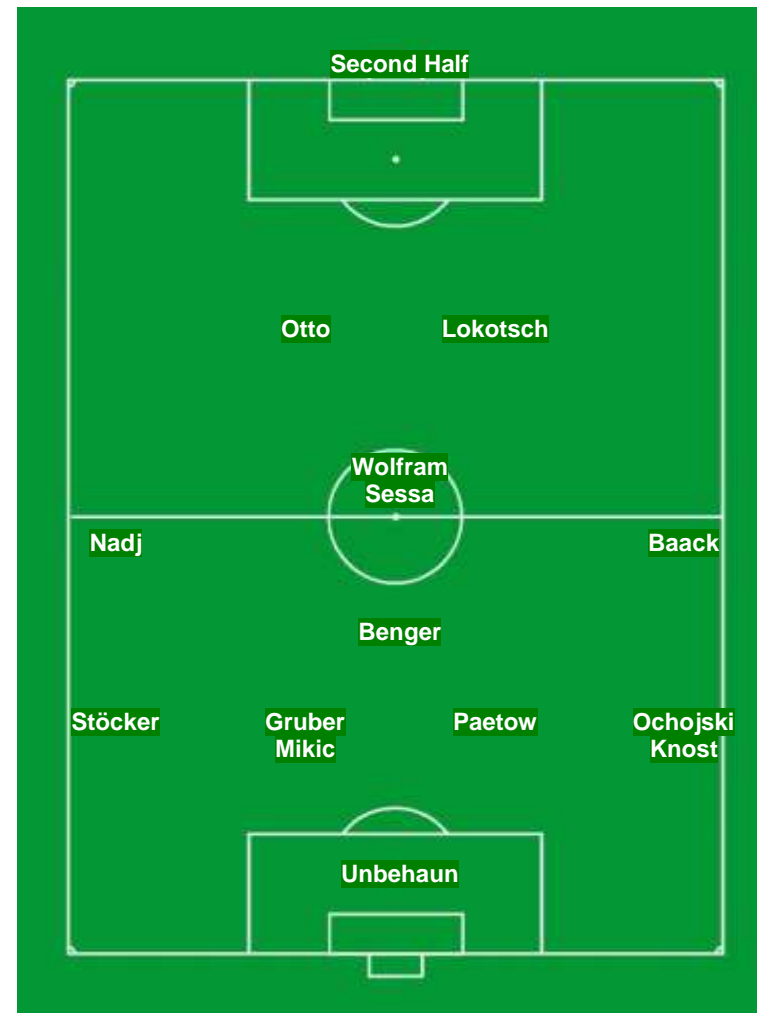 Second Half
Otto Lokotsch
Wolfram
Sessa
Nadj Baack
Benger
Stöcker Gruber Paetow Ochojski
Mikic Knost
Unbehaun